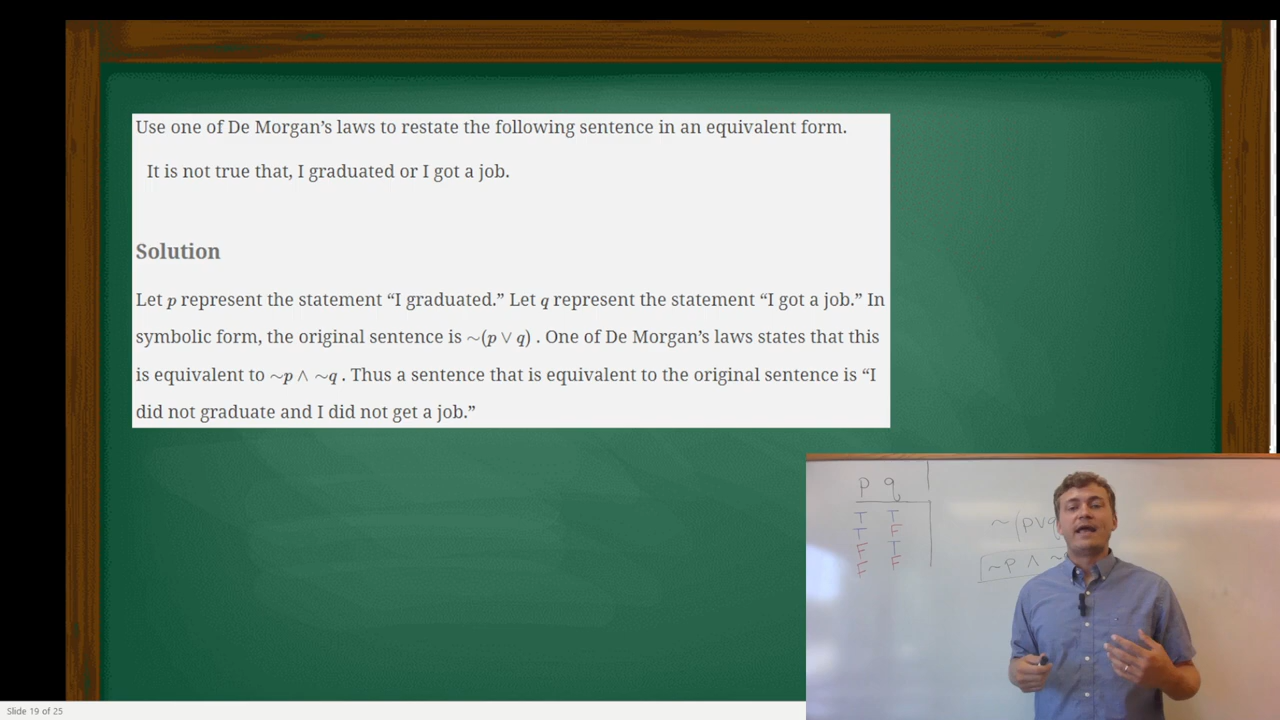 Use one of De Morgan’s laws to restate the following sentence in an equivalent form.
It is not true that, I graduated or I got a job.
Solution
Let p represent the statement “I graduated.” Let q represent the statement “I got a job.” In
symbolic form, the original sentence is ~(p ∨ q) . One of De Morgan’s laws states that this
is equivalent to ~p ∧ ~q . Thus a sentence that is equivalent to the original sentence is “I
did not graduate and I did not get a job.”
p q
T T
T F
F T
F F
~(p∨q
~p ∧ ~
Slide 19 of 25